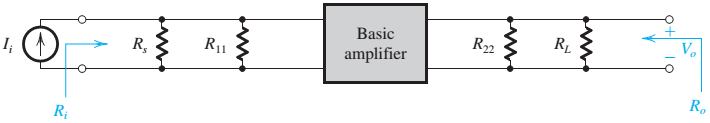 I_i
R_s
R_11
Basic
amplifier
R_22
R_L
+
V_o
−
R_i
R_o